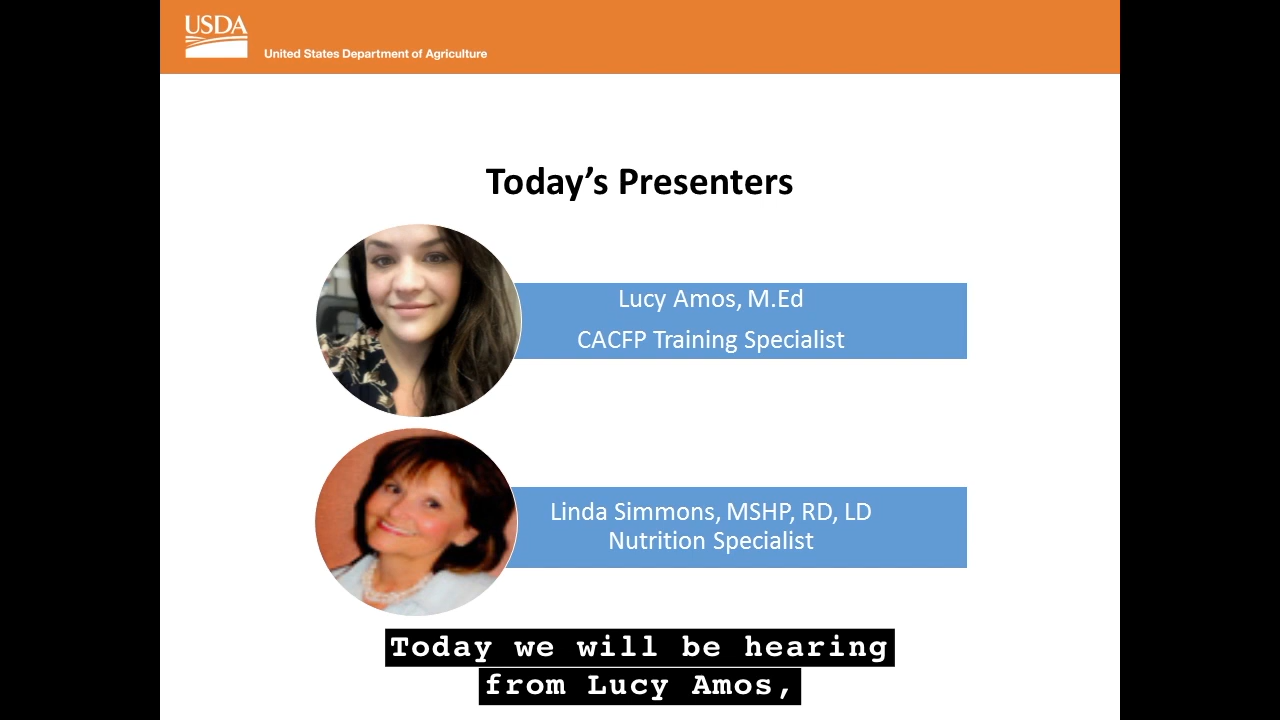 USDA
United States Department of Agriculture
Today's Presenters
Lucy Amos, M.Ed
CACFP Training Specialist
Linda Simmons, MSHP, RD, LD
Nutrition Specialist
Today we will be hearing
from Lucy Amos,